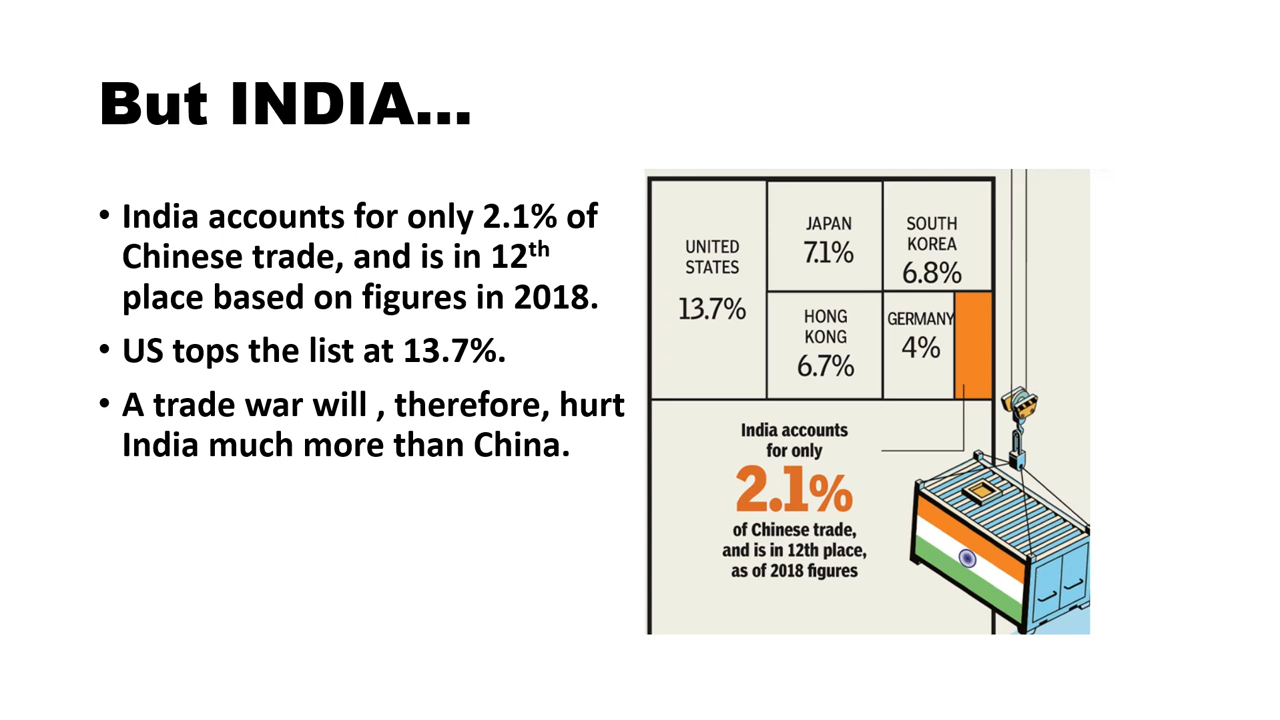 But INDIA...
• India accounts for only 2.1% of
Chinese trade, and is in 12th
place based on figures in 2018.
• US tops the list at 13.7%.
• A trade war will , therefore, hurt
India much more than China.
UNITED
STATES
13.7%
JAPAN
7.1%
SOUTH
KOREA
6.8%
HONG
KONG
6.7%
GERMANY
4%
India accounts
for only
2.1%
of Chinese trade,
and is in 12th place,
as of 2018 figures